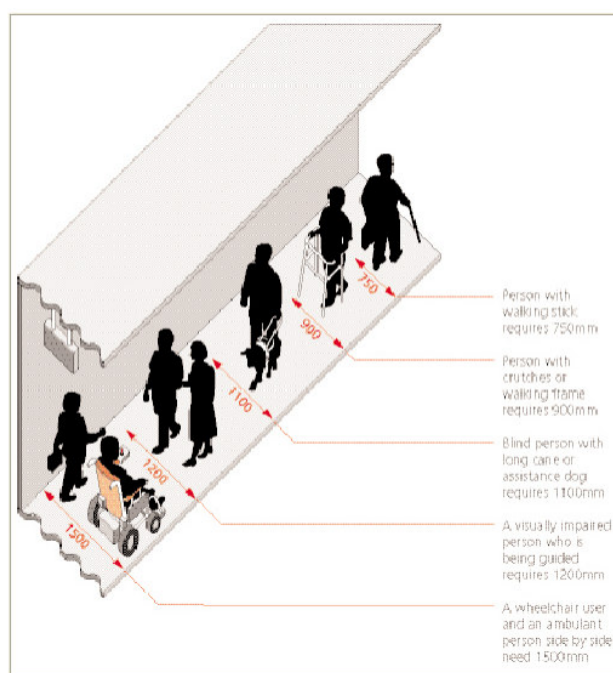 750
900
1100
1200
1500
Person with
walking stick
requires 750mm
Person with
crutches or
walking frame
requires 900mm
Blind person with
long cane or
assistance dog
requires 1100mm
A visually impaired
person who is
being guided
requires 1200mm
A wheelchair user
and an ambulant
person side by side
need 1500mm